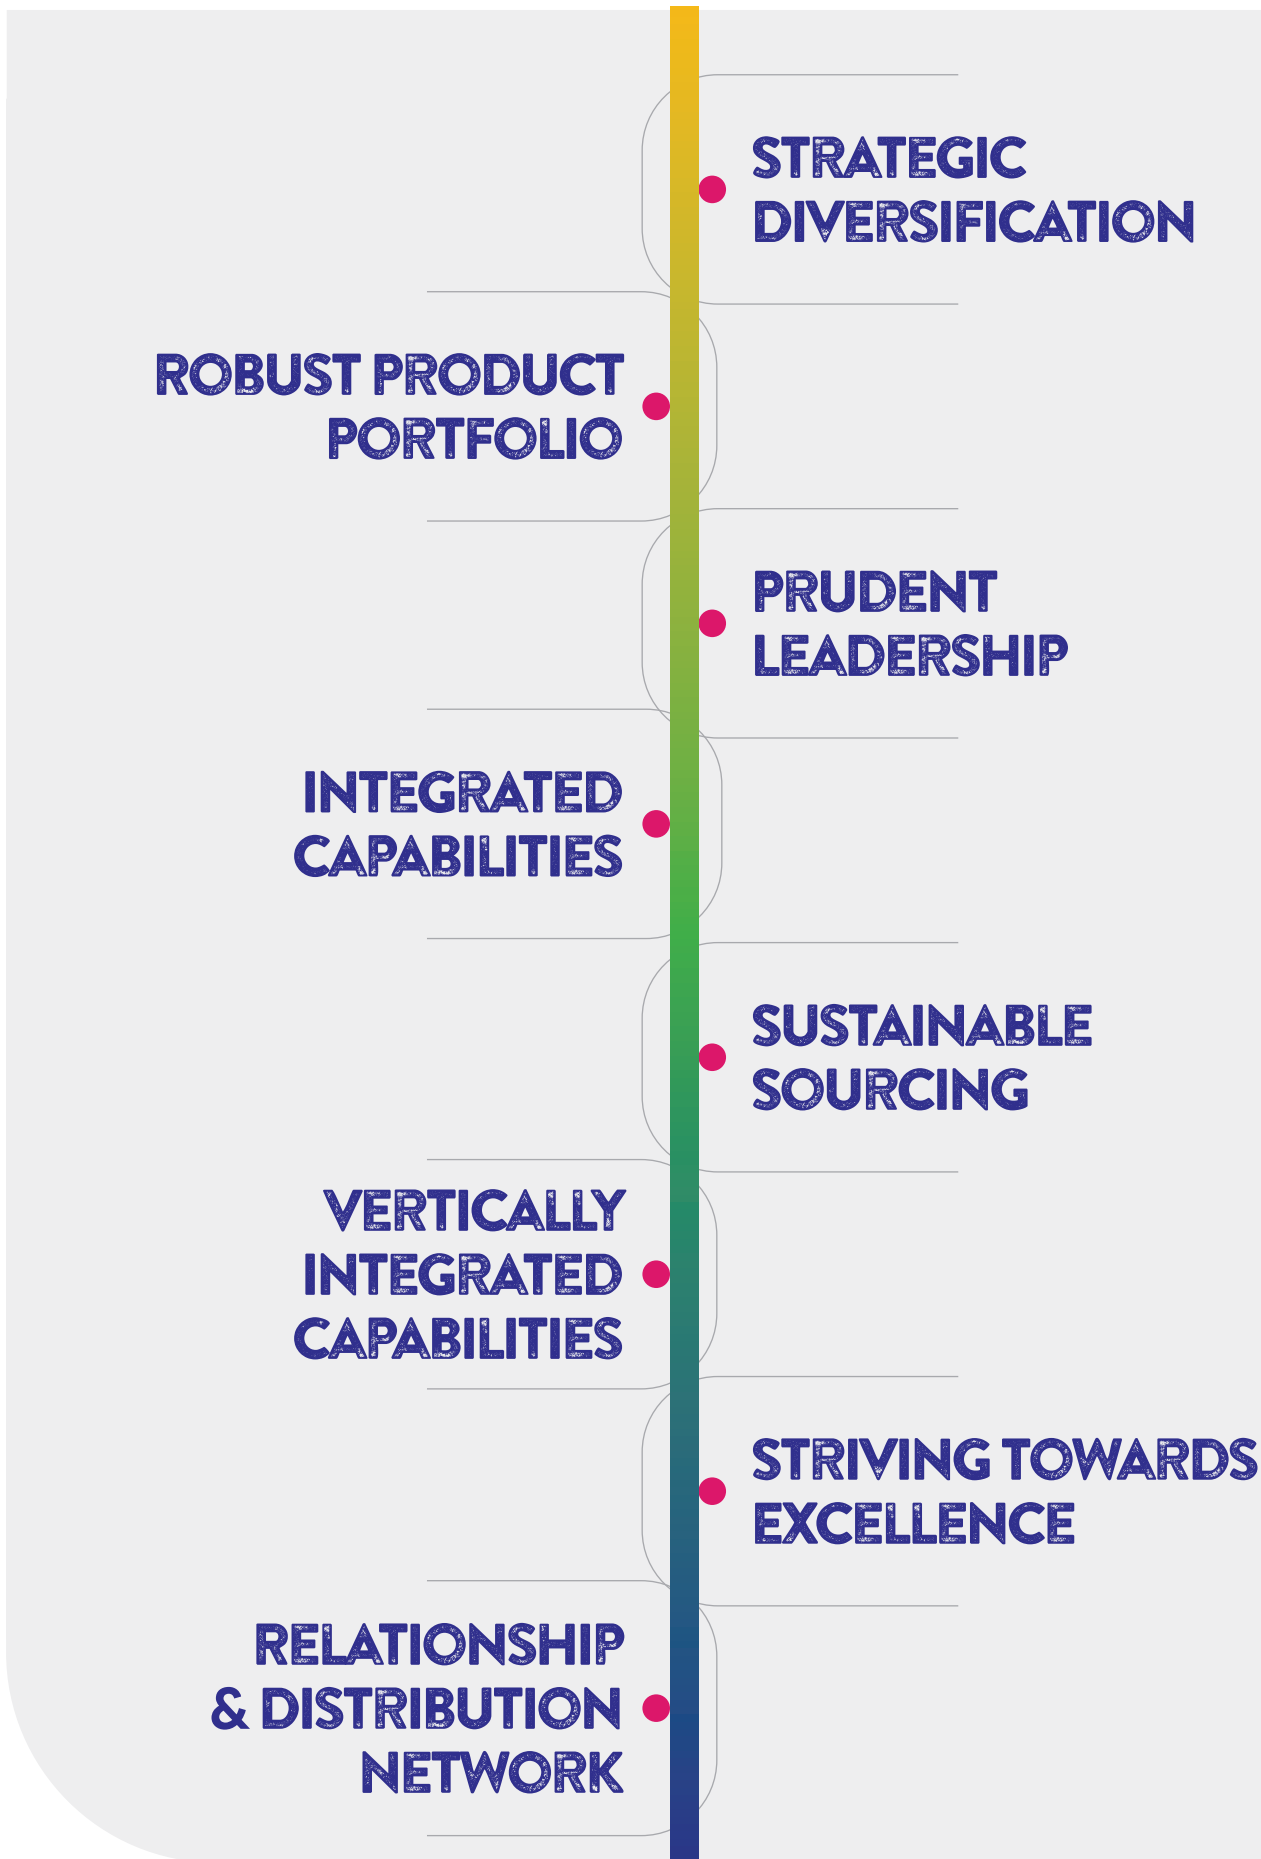 STRATEGIC
DIVERSIFICATION
ROBUST PRODUCT
PORTFOLIO
PRUDENT
LEADERSHIP
INTEGRATED
CAPABILITIES
SUSTAINABLE
SOURCING
VERTICALLY
INTEGRATED
CAPABILITIES
STRIVING TOWARDS
EXCELLENCE
RELATIONSHIP
& DISTRIBUTION
NETWORK